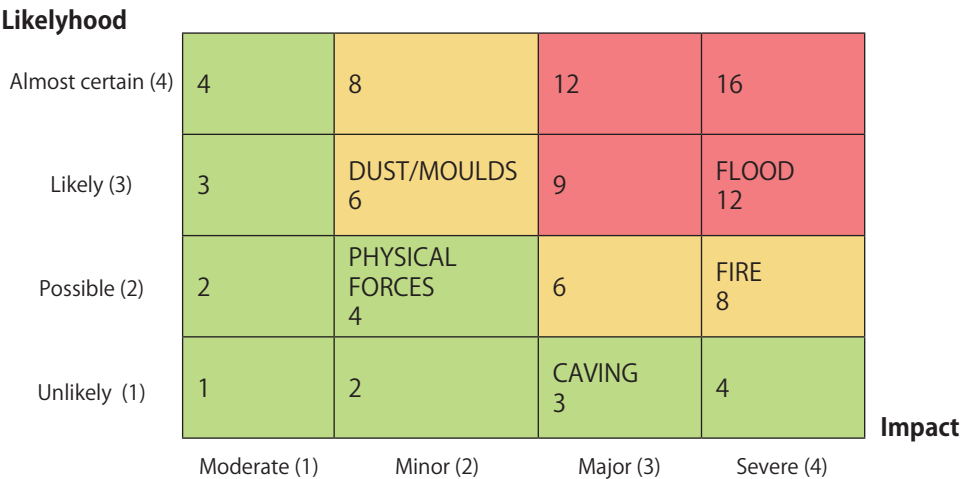 Likelyhood
Almost certain (4)
4
8
12
16
Likely (3)
3
DUST/MOULDS
6
9
FLOOD
12
Possible (2)
2
PHYSICAL
FORCES
4
6
FIRE
8
Unlikely (1)
1
2
CAVING
3
4
Impact
Moderate (1)
Minor (2)
Major (3)
Severe (4)